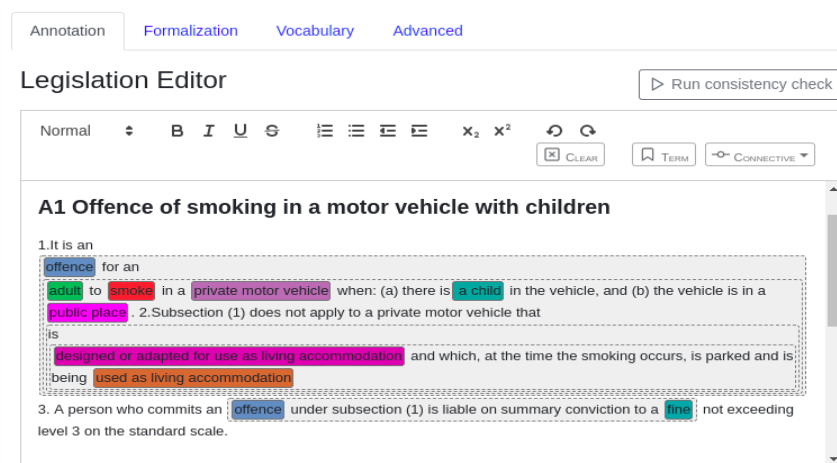 Annotation Formalization Vocabulary Advanced
Legislation Editor
Run consistency check
Normal B I U S X₂ X²
CLEAR TERM CONNECTIVE
A1 Offence of smoking in a motor vehicle with children
1.It is an
offence for an
adult to smoke in a private motor vehicle when: (a) there is a child in the vehicle, and (b) the vehicle is in a
public place . 2.Subsection (1) does not apply to a private motor vehicle that
is
designed or adapted for use as living accommodation and which, at the time the smoking occurs, is parked and is
being used as living accommodation
3. A person who commits an offence under subsection (1) is liable on summary conviction to a fine not exceeding
level 3 on the standard scale.